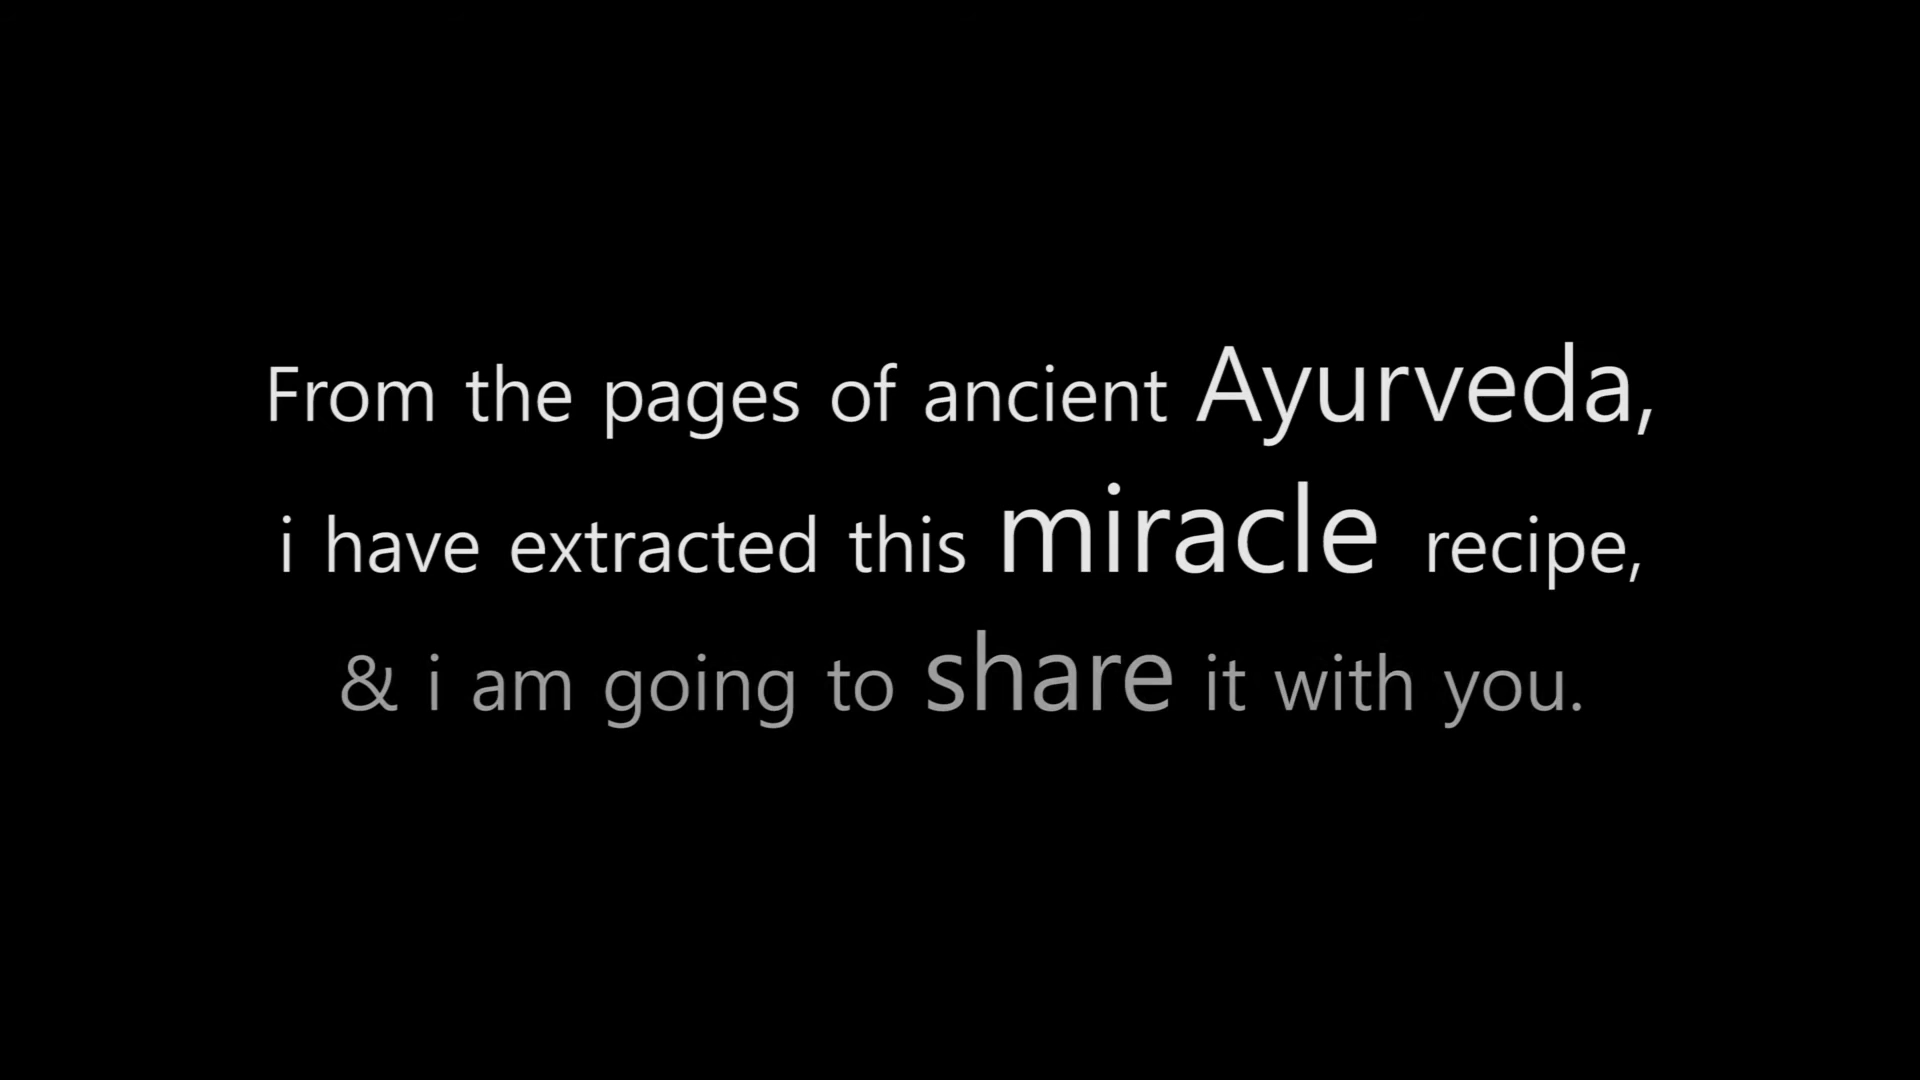 From the pages of ancient Ayurveda,
i have extracted this miracle recipe,
& i am going to share it with you.